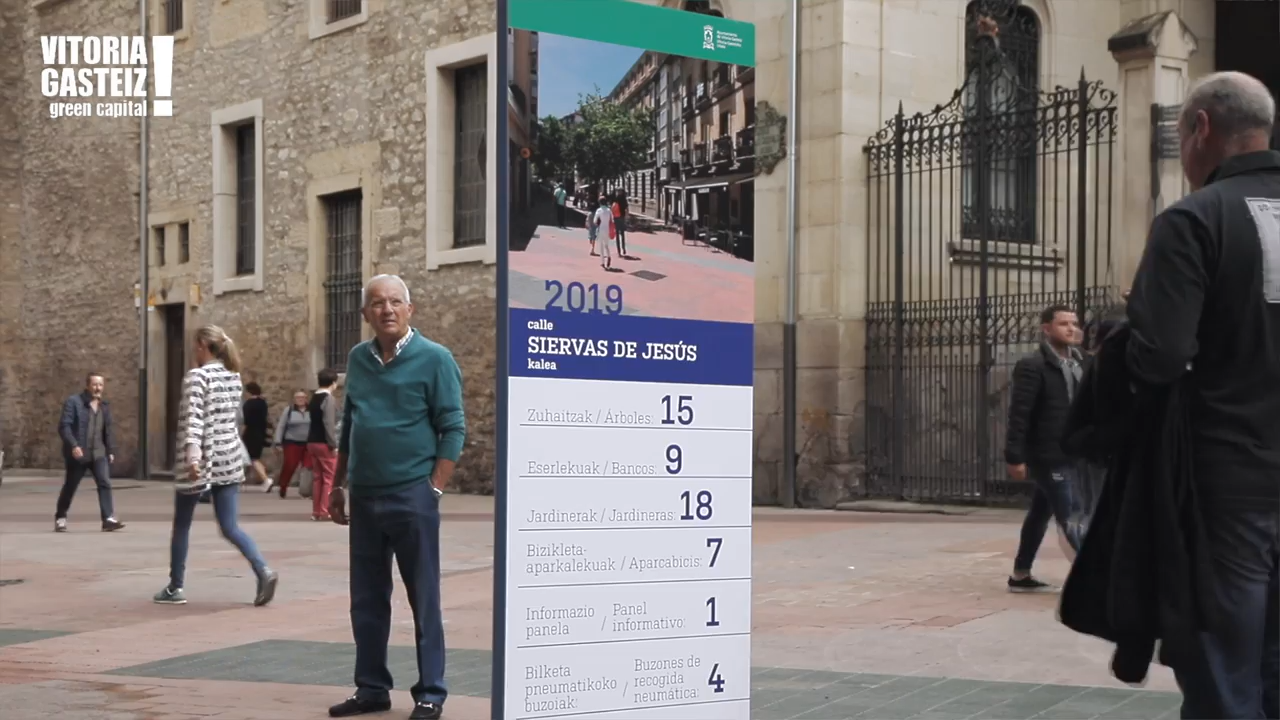 VITORIA
GASTEIZ!
green capital
2019
calle
SIERVAS DE JESÚS
kalea
Zuhaitzak / Árboles: 15
Eserlekuak / Bancos: 9
Jardinerak / Jardineras: 18
Bizikleta-
aparkalekuak / Aparcabicis: 7
Informazio
panela / Panel
informativo: 1
Bilketa
pneumatikoko
buzoiak: / Buzones de
recogida
neumática: 4